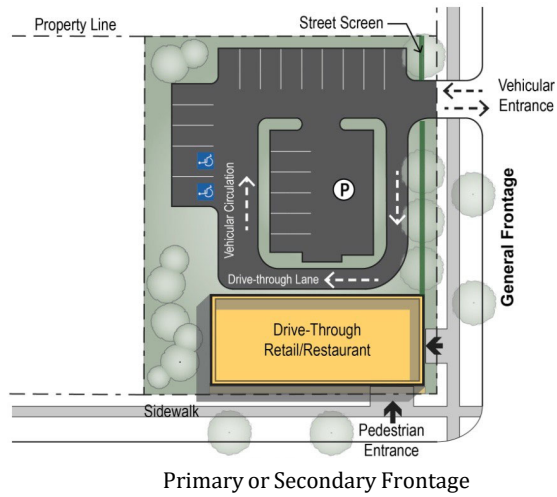 Property Line
Street Screen
Vehicular
Entrance
Vehicular Circulation
P
General Frontage
Drive-through Lane
Drive-Through
Retail/Restaurant
Sidewalk
Pedestrian
Entrance
Primary or Secondary Frontage